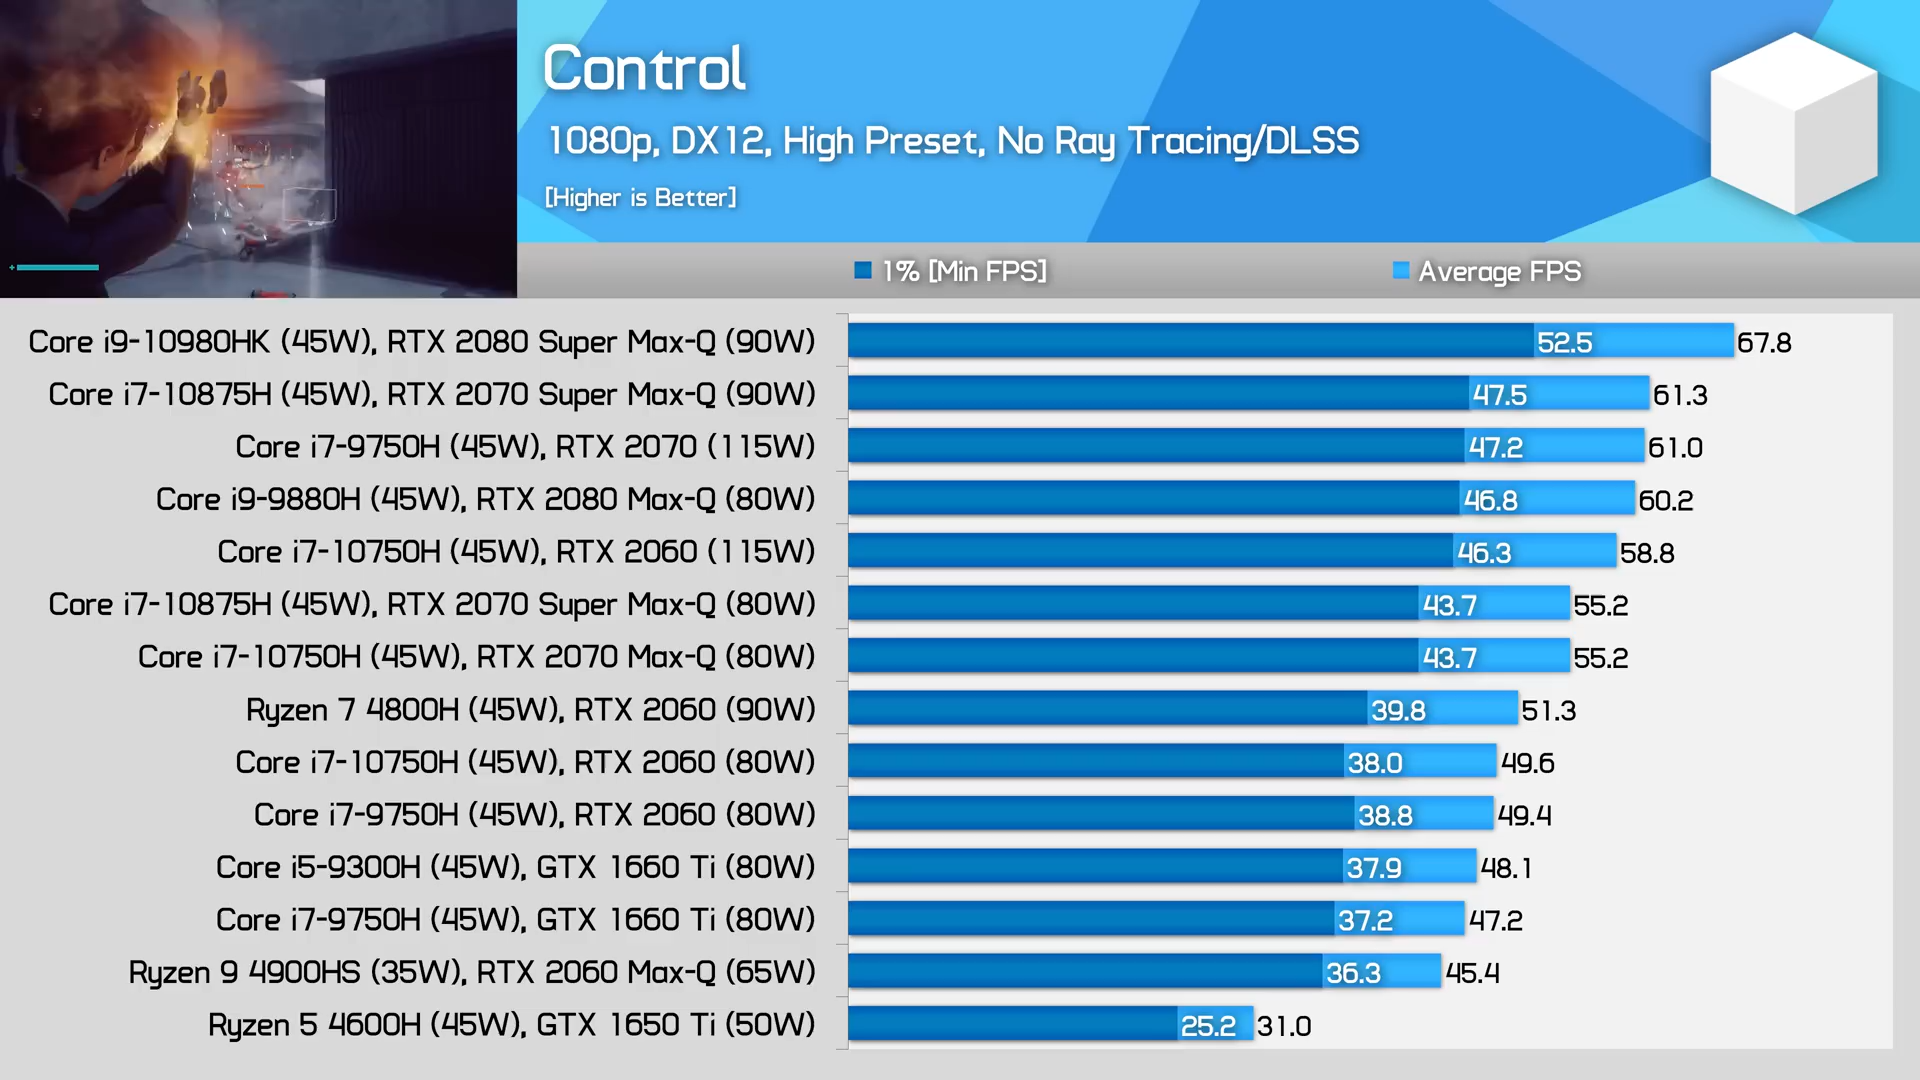 Control
1080p, DX12, High Preset, No Ray Tracing/DLSS
[Higher is Better]
1% [Min FPS] Average FPS
Core i9-10980HK (45W), RTX 2080 Super Max-Q (90W) 52.5 67.8
Core i7-10875H (45W), RTX 2070 Super Max-Q (90W) 47.5 61.3
Core i7-9750H (45W), RTX 2070 (115W) 47.2 61.0
Core i9-9880H (45W), RTX 2080 Max-Q (80W) 46.8 60.2
Core i7-10750H (45W), RTX 2060 (115W) 46.3 58.8
Core i7-10875H (45W), RTX 2070 Super Max-Q (80W) 43.7 55.2
Core i7-10750H (45W), RTX 2070 Max-Q (80W) 43.7 55.2
Ryzen 7 4800H (45W), RTX 2060 (90W) 39.8 51.3
Core i7-10750H (45W), RTX 2060 (80W) 38.0 49.6
Core i7-9750H (45W), RTX 2060 (80W) 38.8 49.4
Core i5-9300H (45W), GTX 1660 Ti (80W) 37.9 48.1
Core i7-9750H (45W), GTX 1660 Ti (80W) 37.2 47.2
Ryzen 9 4900HS (35W), RTX 2060 Max-Q (65W) 36.3 45.4
Ryzen 5 4600H (45W), GTX 1650 Ti (50W) 25.2 31.0